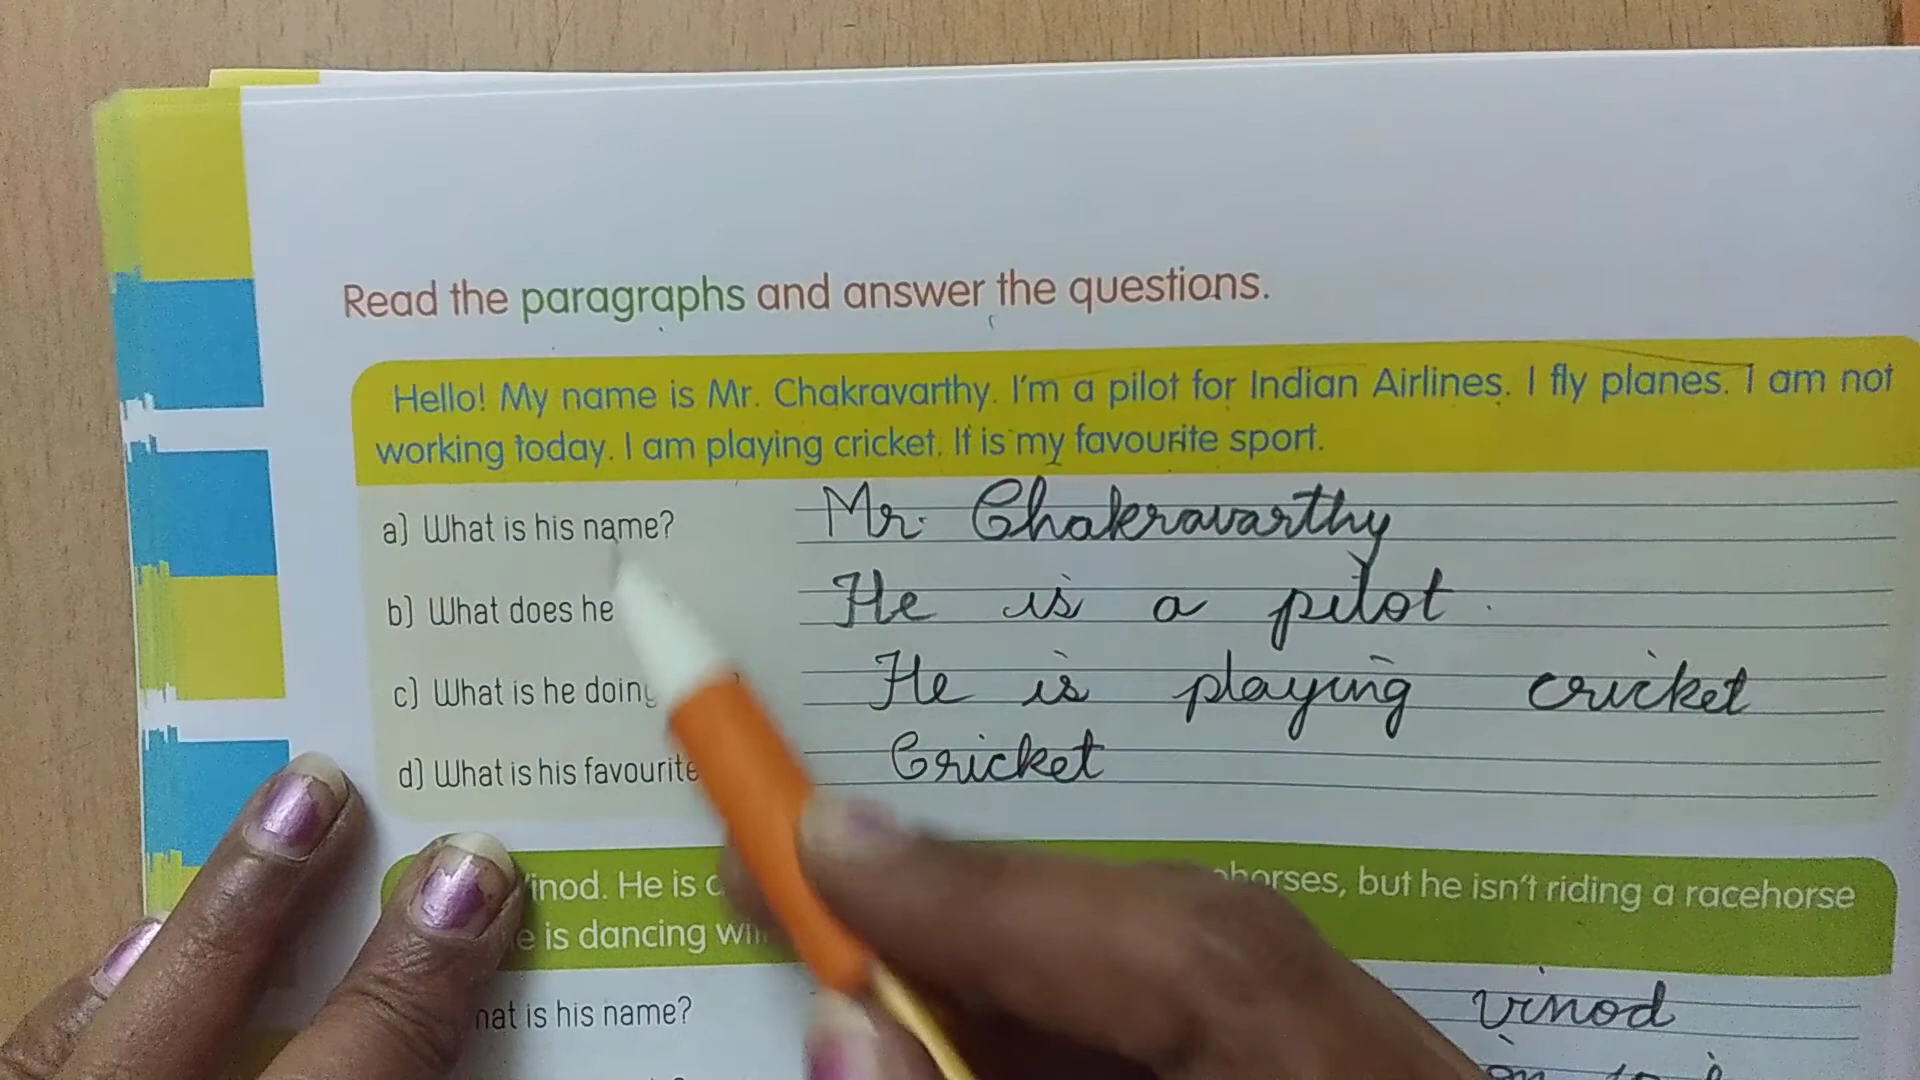 Read the paragraphs and answer the questions.
Hello! My name is Mr. Chakravarthy. I'm a pilot for Indian Airlines. I fly planes. I am not
working today. I am playing cricket. It is my favourite sport.
a) What is his name? Mr. Chakravarthy
b) What does he He is a pilot.
c) What is he doing He is playing cricket
d) What is his favourite Cricket
inod. He is horses, but he isn't riding a racehorse
is dancing
is his name? vinod